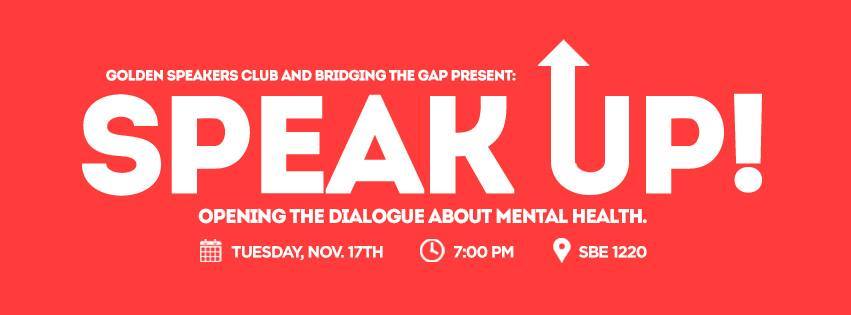 GOLDEN SPEAKERS CLUB AND BRIDGING THE GAP PRESENT:
SPEAK UP!
OPENING THE DIALOGUE ABOUT MENTAL HEALTH.
TUESDAY, NOV. 17TH 7:00 PM SBE 1220